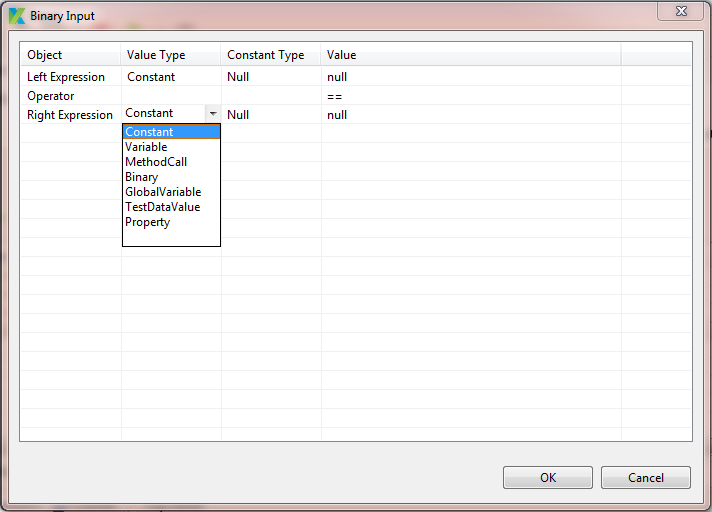 Binary Input
Object Value Type Constant Type Value
Left Expression Constant Null null
Operator ==
Right Expression Constant Null null
Constant
Variable
MethodCall
Binary
GlobalVariable
TestDataValue
Property
OK Cancel